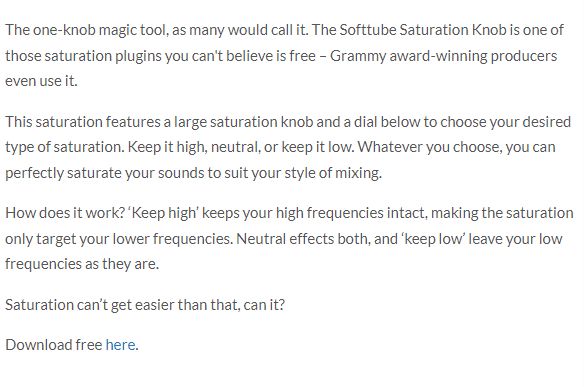 The one-knob magic tool, as many would call it. The Softtube Saturation Knob is one of
those saturation plugins you can't believe is free – Grammy award-winning producers
even use it.
This saturation features a large saturation knob and a dial below to choose your desired
type of saturation. Keep it high, neutral, or keep it low. Whatever you choose, you can
perfectly saturate your sounds to suit your style of mixing.
How does it work? ‘Keep high’ keeps your high frequencies intact, making the saturation
only target your lower frequencies. Neutral effects both, and ‘keep low’ leave your low
frequencies as they are.
Saturation can’t get easier than that, can it?
Download free here.